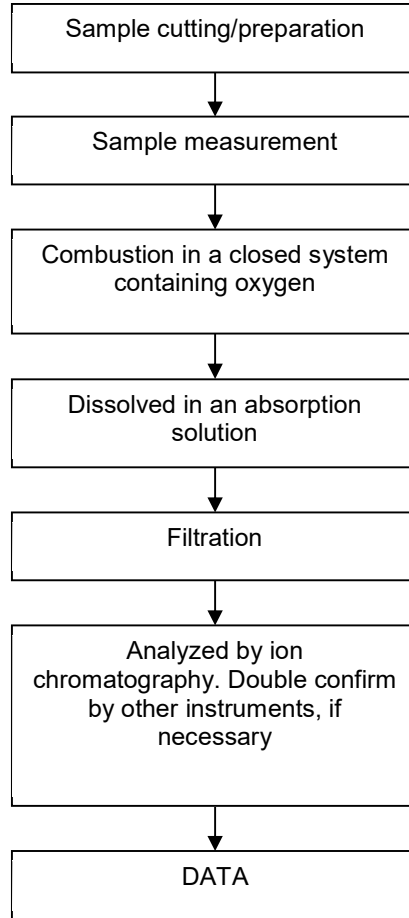 Sample cutting/preparation
Sample measurement
Combustion in a closed system
containing oxygen
Dissolved in an absorption
solution
Filtration
Analyzed by ion
chromatography. Double confirm
by other instruments, if
necessary
DATA